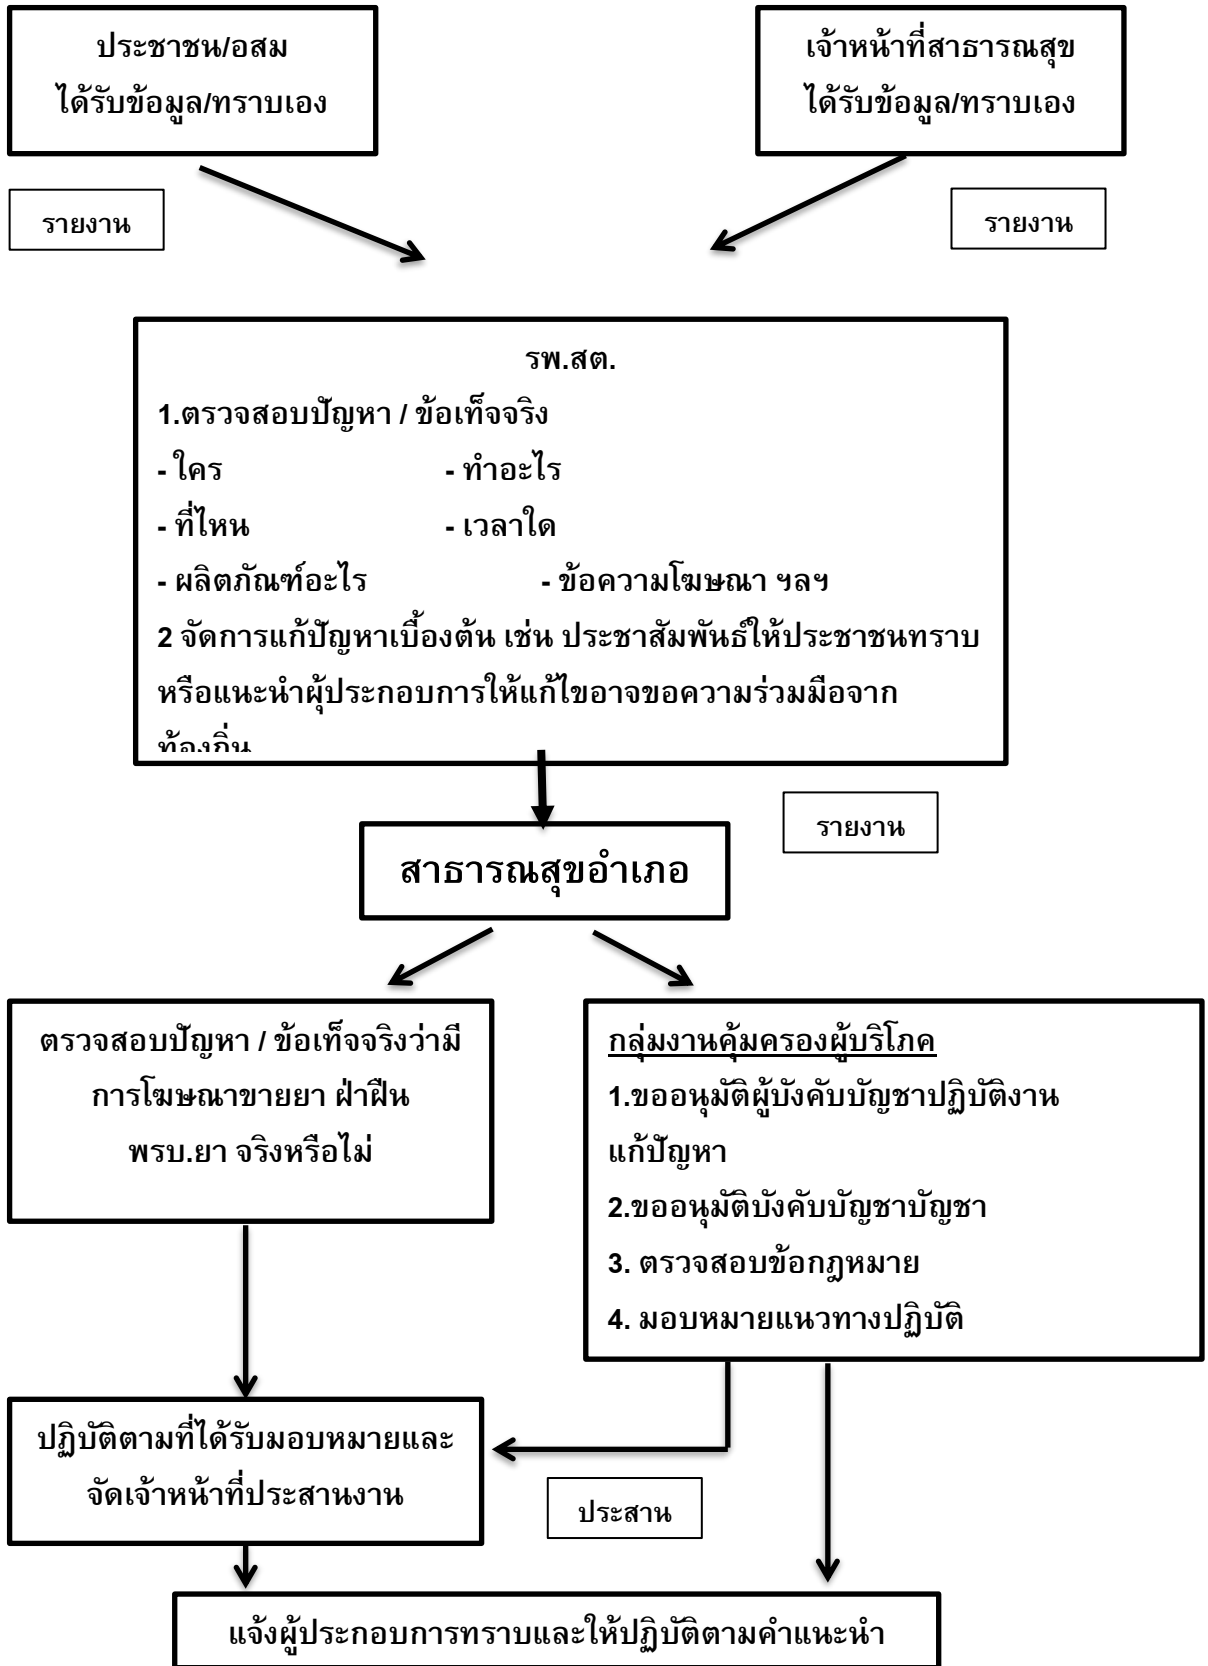 ประชาชน/อสม
ได้รับข้อมูล/ทราบเอง
เจ้าหน้าที่สาธารณสุข
ได้รับข้อมูล/ทราบเอง
รายงาน
รายงาน
รพ.สต.
1.ตรวจสอบปัญหา / ข้อเท็จจริง
- ใคร - ทำอะไร
- ที่ไหน - เวลาใด
- ผลิตภัณฑ์อะไร - ข้อความโฆษณา ฯลฯ
2 จัดการแก้ปัญหาเบื้องต้น เช่น ประชาสัมพันธ์ให้ประชาชนทราบ
หรือแนะนำผู้ประกอบการให้แก้ไขอาจขอความร่วมมือจาก
ท้องถิ่น
รายงาน
สาธารณสุขอำเภอ
ตรวจสอบปัญหา / ข้อเท็จจริงว่ามี
การโฆษณาขายยา ฝ่าฝืน
พรบ.ยา จริงหรือไม่
กลุ่มงานคุ้มครองผู้บริโภค
1.ขออนุมัติผู้บังคับบัญชาปฏิบัติงาน
แก้ปัญหา
2.ขออนุมัติบังคับบัญชาบัญชา
3. ตรวจสอบข้อกฎหมาย
4. มอบหมายแนวทางปฏิบัติ
ปฏิบัติตามที่ได้รับมอบหมายและ
จัดเจ้าหน้าที่ประสานงาน
ประสาน
แจ้งผู้ประกอบการทราบและให้ปฏิบัติตามคำแนะนำ